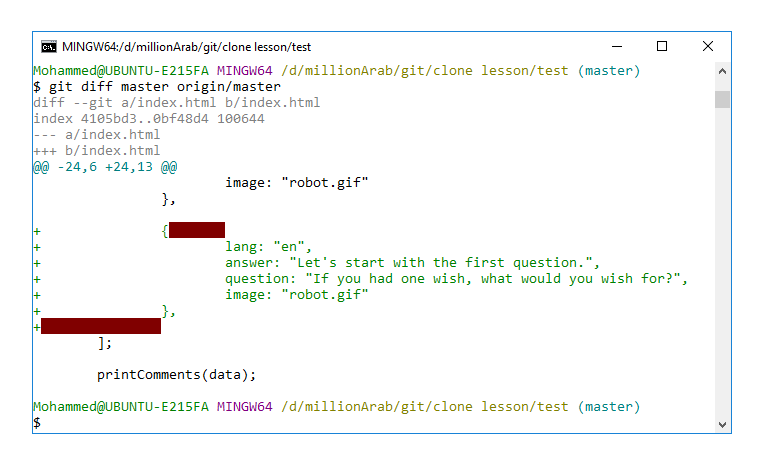 MINGW64:/d/millionArab/git/clone lesson/test
Mohammed@UBUNTU-E215FA MINGW64 /d/millionArab/git/clone lesson/test (master)
$ git diff master origin/master
diff --git a/index.html b/index.html
index 4105bd3..0bf48d4 100644
--- a/index.html
+++ b/index.html
@@ -24,6 +24,13 @@
                        image: "robot.gif"
                },

+               {
+                       lang: "en",
+                       answer: "Let's start with the first question.",
+                       question: "If you had one wish, what would you wish for?",
+                       image: "robot.gif"
+               },
+
        ];

        printComments(data);

Mohammed@UBUNTU-E215FA MINGW64 /d/millionArab/git/clone lesson/test (master)
$